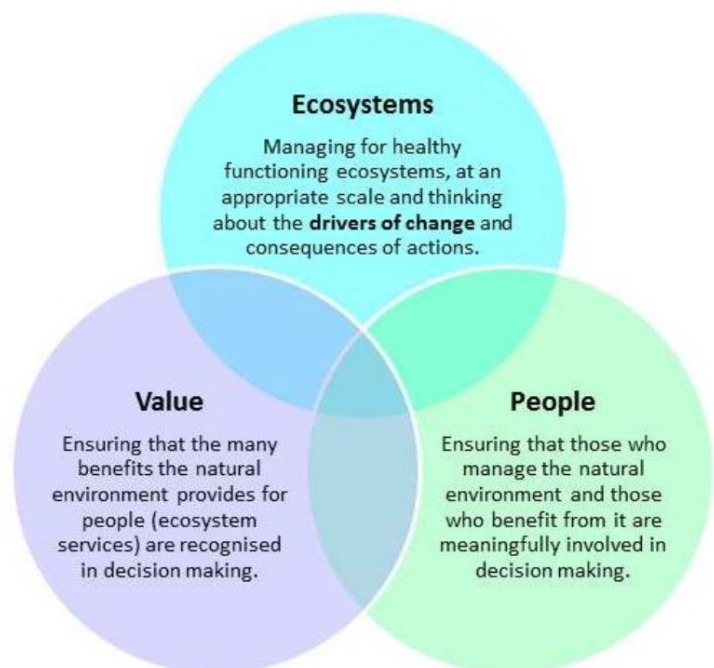 Ecosystems
Managing for healthy
functioning ecosystems, at an
appropriate scale and thinking
about the drivers of change and
consequences of actions.
Value
Ensuring that the many
benefits the natural
environment provides for
people (ecosystem
services) are recognised
in decision making.
People
Ensuring that those who
manage the natural
environment and those
who benefit from it are
meaningfully involved in
decision making.